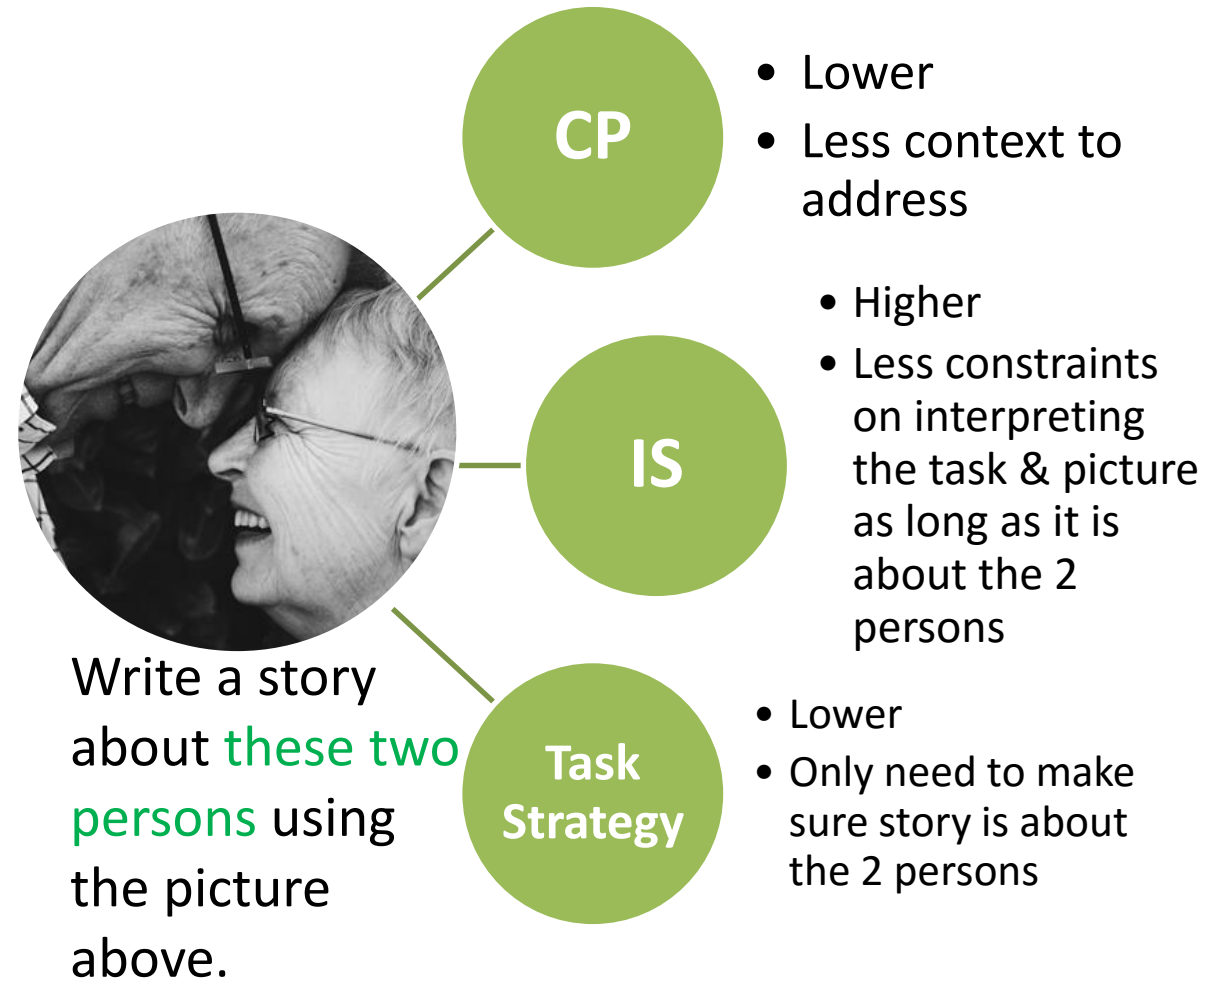 CP
• Lower
• Less context to
address
IS
• Higher
• Less constraints
on interpreting
the task & picture
as long as it is
about the 2
persons
Task
Strategy
• Lower
• Only need to make
sure story is about
the 2 persons
Write a story
about these two
persons using
the picture
above.